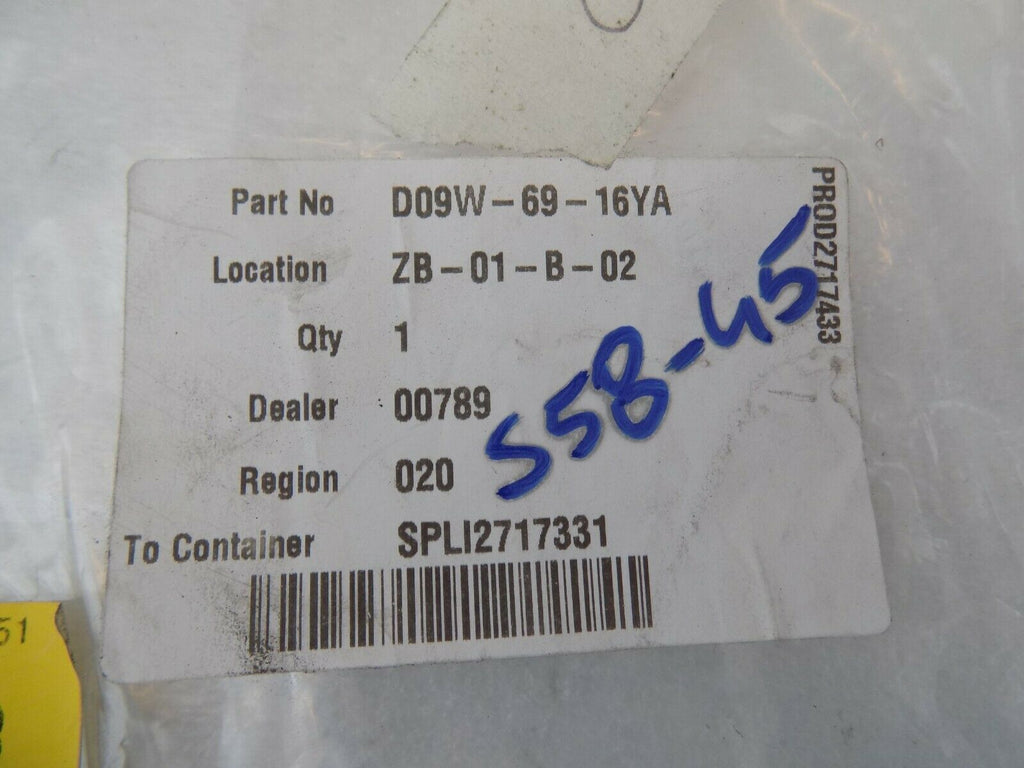 Part No D09W-69-16YA
Location ZB-01-B-02
Qty 1
Dealer 00789
Region 020
To Container SPLI2717331
PROD2717433
558-45
51